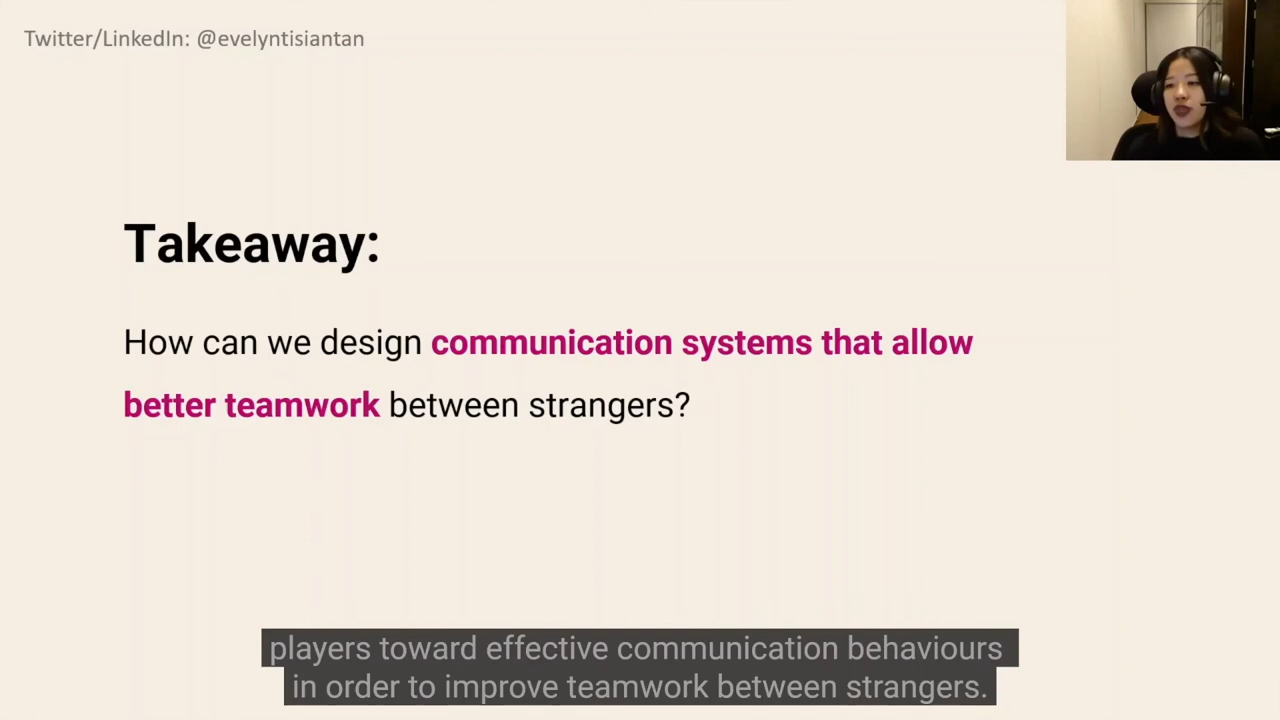 Twitter/LinkedIn: @evelyntisiantan
Takeaway:
How can we design communication systems that allow
better teamwork between strangers?
players toward effective communication behaviours
in order to improve teamwork between strangers.